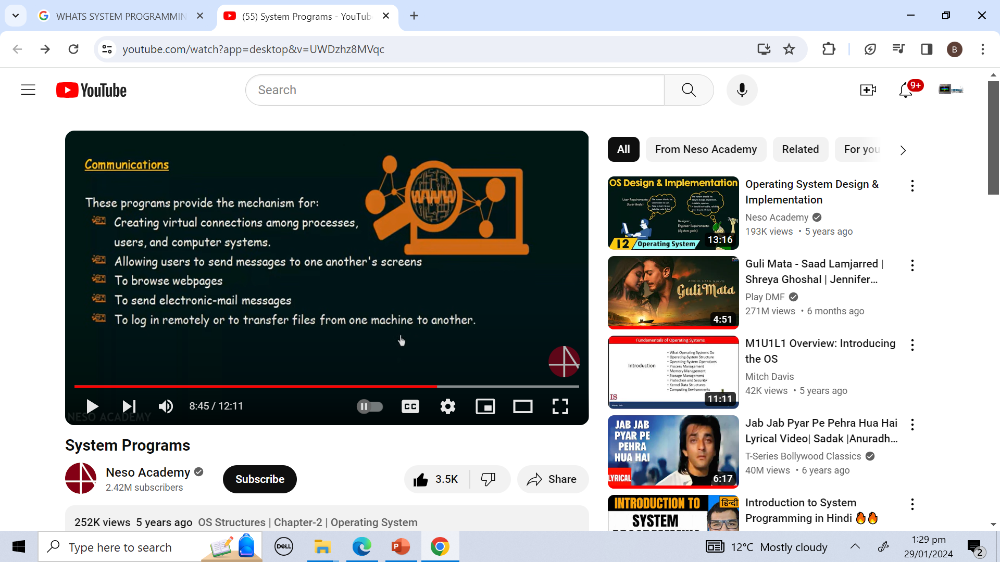 WHATS SYSTEM PROGRAMMIN
(55) System Programs - YouTub
youtube.com/watch?app=desktop&v=UWDzhz8MVqc
B
YouTube
Search
9+
Communications
WWW
These programs provide the mechanism for:
Creating virtual connections among processes,
users, and computer systems.
Allowing users to send messages to one another's screens
To browse webpages
To send electronic-mail messages
To log in remotely or to transfer files from one machine to another.
8:45 / 12:11
CC
NESO ACADEMY
System Programs
Neso Academy
2.42M subscribers
Subscribe
3.5K
Share
252K views 5 years ago OS Structures | Chapter-2 | Operating System
All
From Neso Academy
Related
For you
OS Design & Implementation
User Requirements:
(User Goals)
Designer,
Engineer Requirements:
(System goals)
12 Operating System
13:16
Operating System Design &
Implementation
Neso Academy
193K views • 5 years ago
Guli Mata
4:51
Guli Mata - Saad Lamjarred |
Shreya Ghoshal | Jennifer...
Play DMF
271M views • 6 months ago
Fundamentals of Operating Systems
Introduction
• What Operating Systems Do
• Operating-System Structure
• Operating-System Operations
• Process Management
• Memory Management
• Storage Management
• Protection and Security
• Kernel Data Structures
• Computing Environments
IS
11:11
M1U1L1 Overview: Introducing
the OS
Mitch Davis
42K views • 5 years ago
JAB JAB
PYAR PE
PEHRA
HUA HAI
LYRICAL
6:17
Jab Jab Pyar Pe Pehra Hua Hai
Lyrical Video| Sadak |Anuradh...
T-Series Bollywood Classics
40M views • 6 years ago
INTRODUCTION TO
हिन्दी
SYSTEM
Introduction to System
Programming in Hindi 🔥🔥
Type here to search
DELL
P
12°C Mostly cloudy
1:29 pm
29/01/2024
2